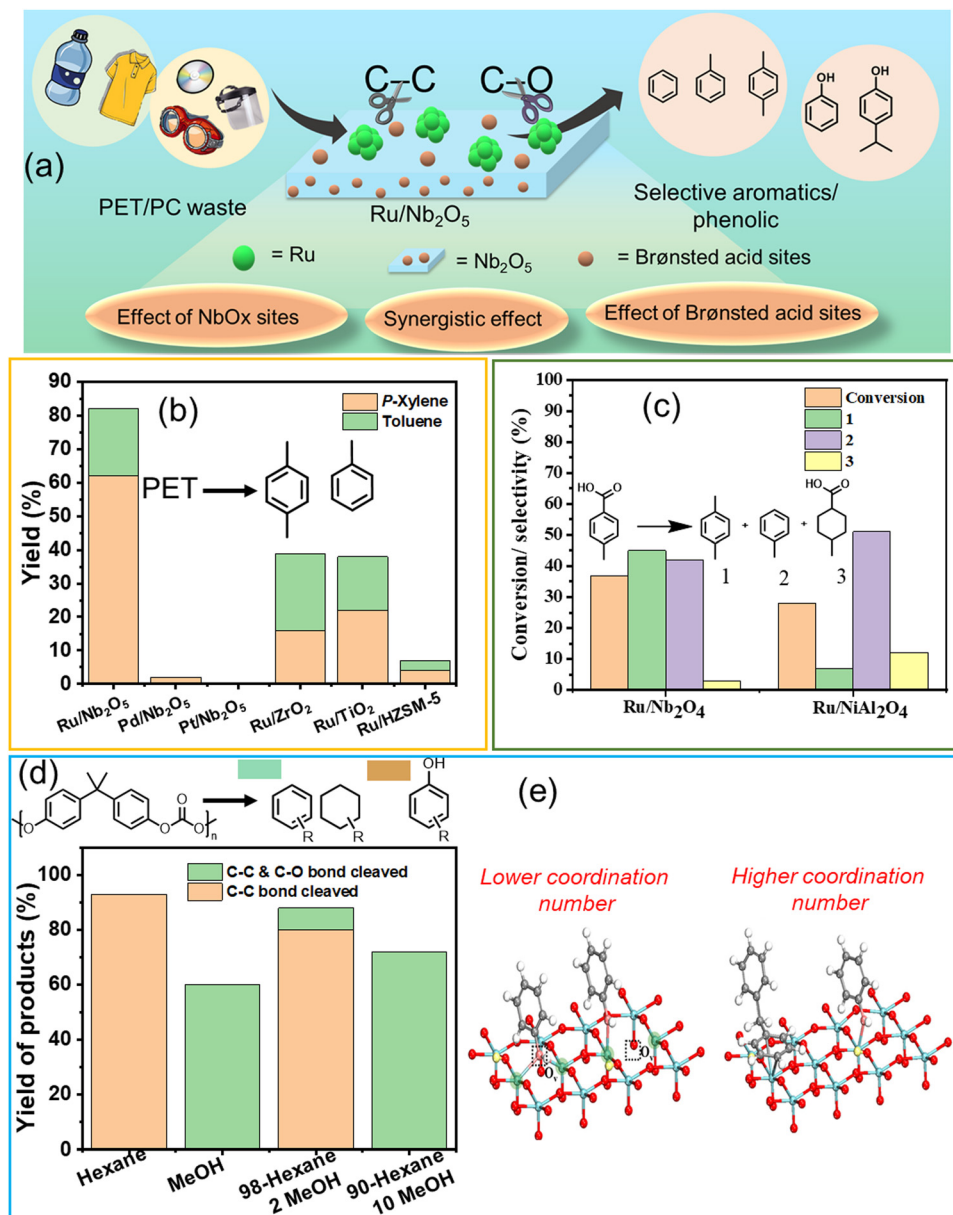 C-C
C-O
OH
OH
(a)
PET/PC waste
Ru/Nb₂O₅
Selective aromatics/
phenolic
= Ru
= Nb₂O₅
= Brønsted acid sites
Effect of NbOx sites
Synergistic effect
Effect of Brønsted acid sites
(b)
P-Xylene
Toluene
PET
Yield (%)
90
80
70
60
50
40
30
20
10
0
Ru/Nb₂O₅
Pd/Nb₂O₅
Pt/Nb₂O₅
Ru/ZrO₂
Ru/TiO₂
Ru/HZSM-5
(c)
Conversion
1
2
3
Conversion/ selectivity (%)
100
90
80
70
60
50
40
30
20
10
0
HO O
HO O
+
+
1
2
3
Ru/Nb₂O₄
Ru/NiAl₂O₄
(d)
O
O O
n
R
R
OH
R
C-C & C-O bond cleaved
C-C bond cleaved
Yield of products (%)
100
80
60
40
20
0
Hexane
MeOH
98-Hexane
2 MeOH
90-Hexane
10 MeOH
(e)
Lower coordination
number
Higher coordination
number
Oᵥ
Oᵥ